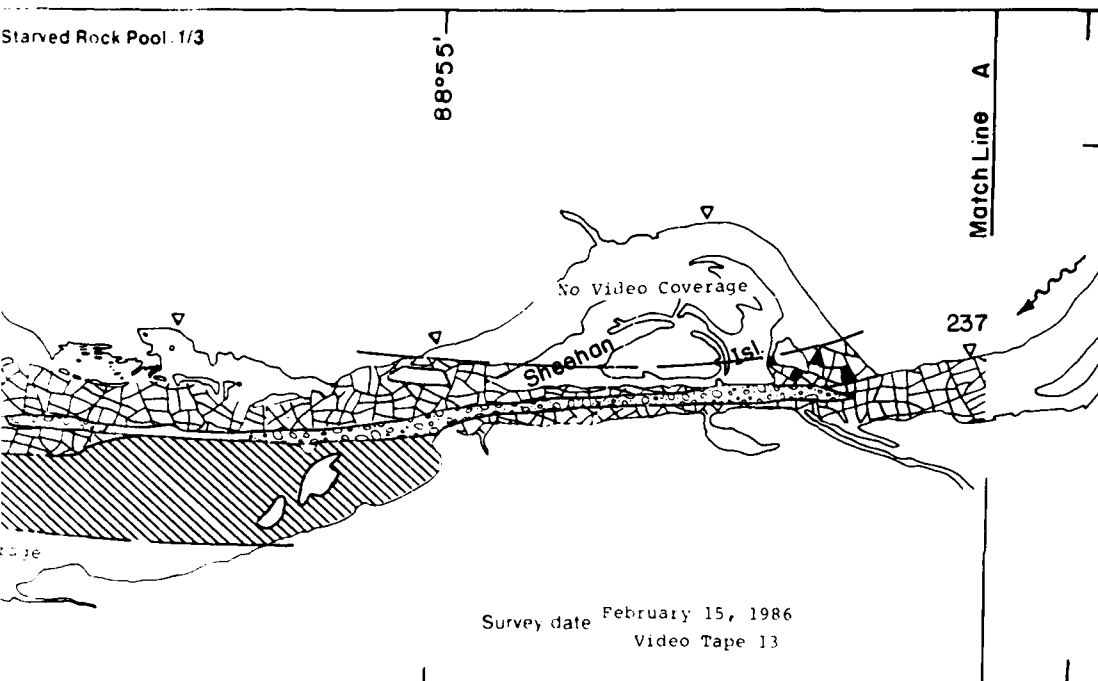 Starved Rock Pool 1/3
88°55'
Match Line A
No Video Coverage
237
Sheehan Isl
Survey date February 15, 1986
Video Tape 13